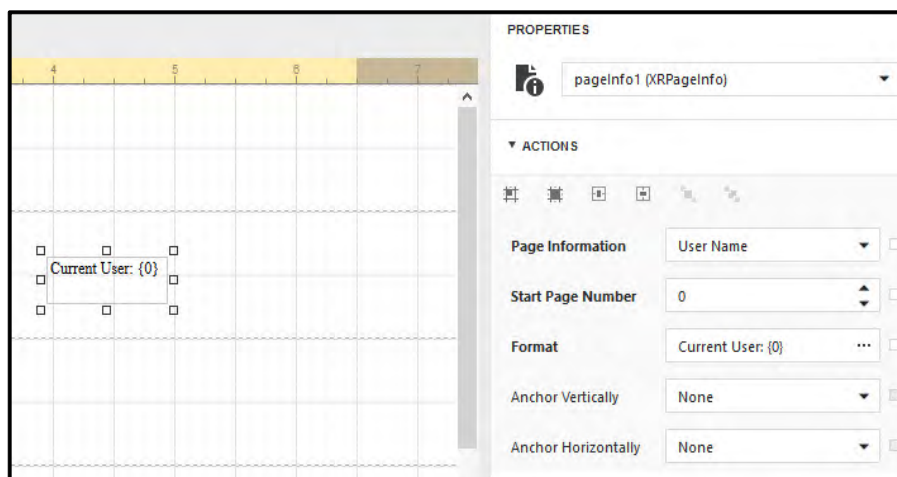 PROPERTIES
4 5 6 7
pageInfo1 (XRPageInfo)
ACTIONS
Current User: {0}
Page Information User Name
Start Page Number 0
Format Current User: {0} ...
Anchor Vertically None
Anchor Horizontally None